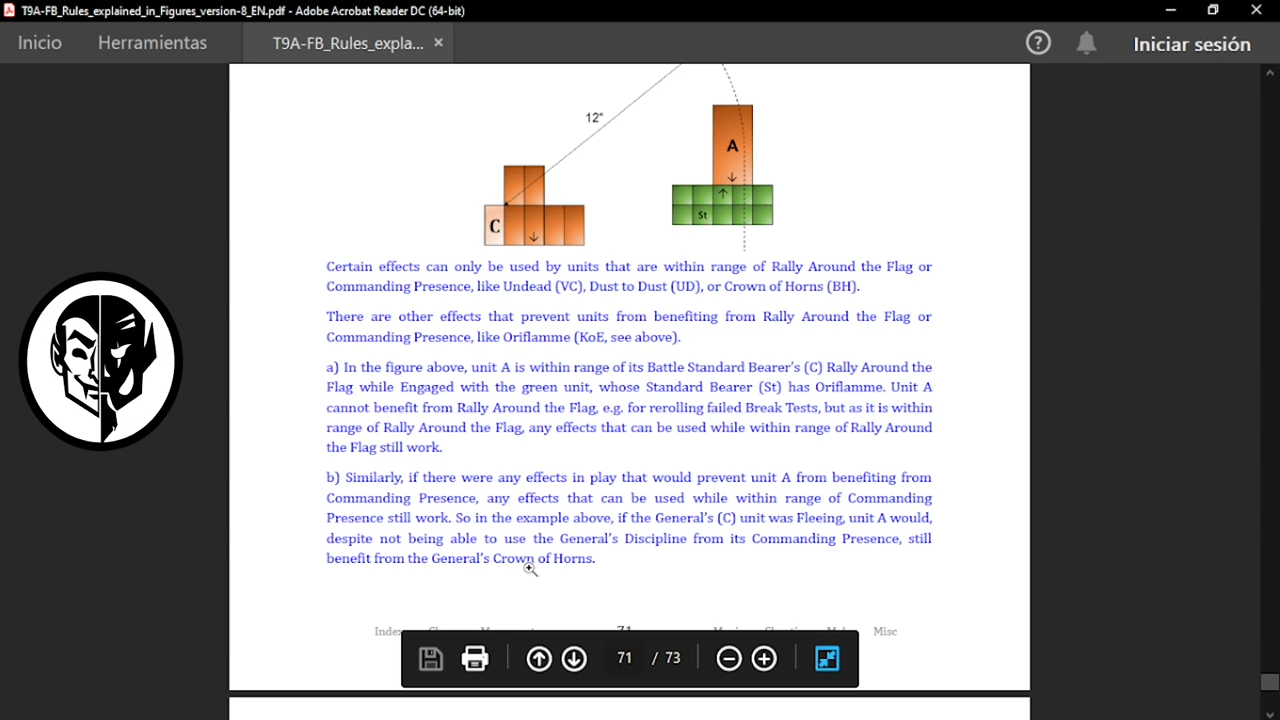 T9A-FB_Rules_explained_in_Figures_version-8_EN.pdf - Adobe Acrobat Reader DC (64-bit)
Inicio Herramientas T9A-FB_Rules_expla... × ? Iniciar sesión
12"
A
C
St
Certain effects can only be used by units that are within range of Rally Around the Flag or
Commanding Presence, like Undead (VC), Dust to Dust (UD), or Crown of Horns (BH).
There are other effects that prevent units from benefiting from Rally Around the Flag or
Commanding Presence, like Oriflamme (KoE, see above).
a) In the figure above, unit A is within range of its Battle Standard Bearer's (C) Rally Around the
Flag while Engaged with the green unit, whose Standard Bearer (St) has Oriflamme. Unit A
cannot benefit from Rally Around the Flag, e.g. for rerolling failed Break Tests, but as it is within
range of Rally Around the Flag, any effects that can be used while within range of Rally Around
the Flag still work.
b) Similarly, if there were any effects in play that would prevent unit A from benefiting from
Commanding Presence, any effects that can be used while within range of Commanding
Presence still work. So in the example above, if the General's (C) unit was Fleeing, unit A would,
despite not being able to use the General's Discipline from its Commanding Presence, still
benefit from the General's Crown of Horns.
Index 71 Misc
71 / 73